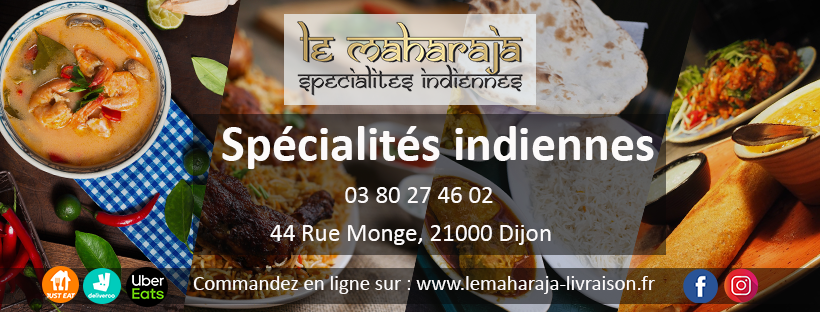 le maharaja
specialites indiennes
Spécialités indiennes
03 80 27 46 02
44 Rue Monge, 21000 Dijon
JUST EAT
deliveroo
Uber
Eats
Commandez en ligne sur : www.lemaharaja-livraison.fr
f